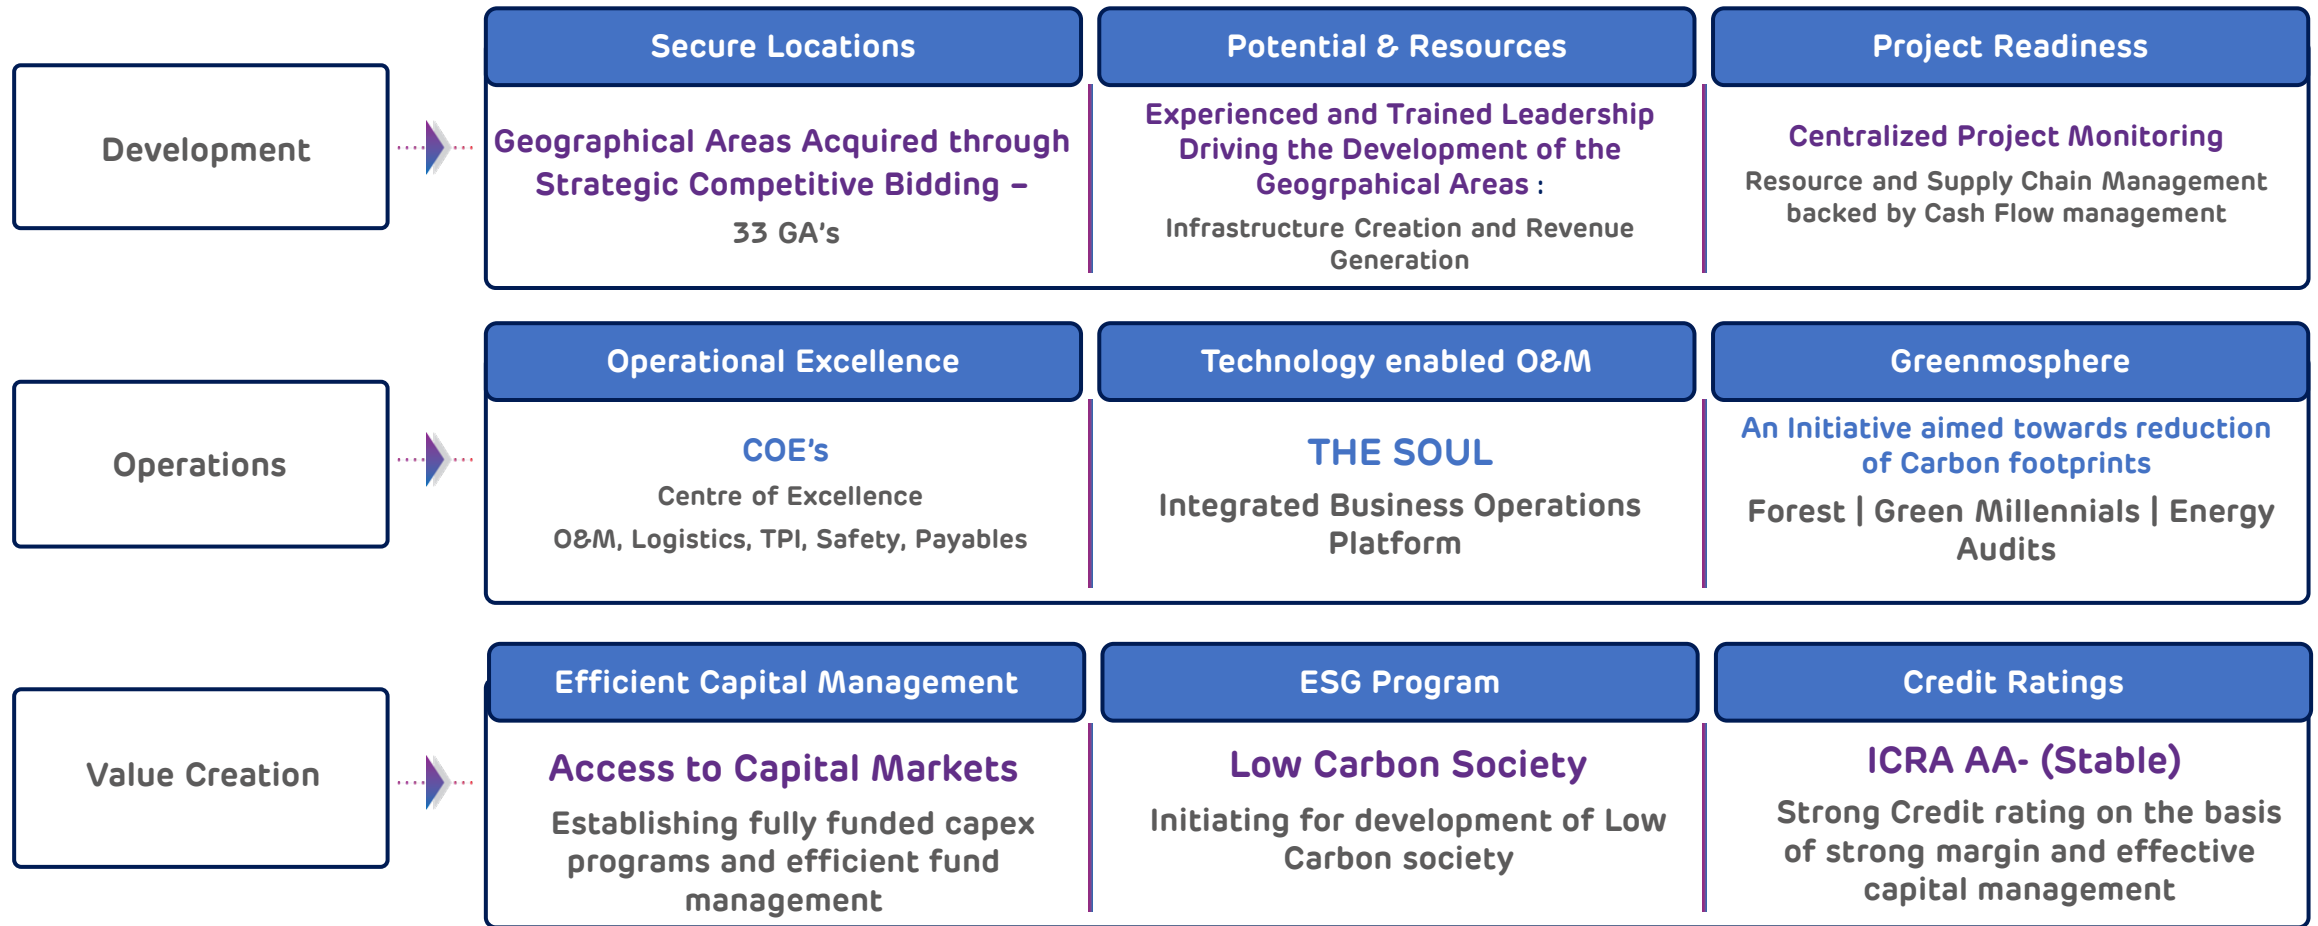 Development
Secure Locations
Geographical Areas Acquired through
Strategic Competitive Bidding –
33 GA's
Potential & Resources
Experienced and Trained Leadership
Driving the Development of the
Geogrpahical Areas :
Infrastructure Creation and Revenue
Generation
Project Readiness
Centralized Project Monitoring
Resource and Supply Chain Management
backed by Cash Flow management
Operations
Operational Excellence
COE's
Centre of Excellence
O&M, Logistics, TPI, Safety, Payables
Technology enabled O&M
THE SOUL
Integrated Business Operations
Platform
Greenmosphere
An Initiative aimed towards reduction
of Carbon footprints
Forest | Green Millennials | Energy
Audits
Value Creation
Efficient Capital Management
Access to Capital Markets
Establishing fully funded capex
programs and efficient fund
management
ESG Program
Low Carbon Society
Initiating for development of Low
Carbon society
Credit Ratings
ICRA AA- (Stable)
Strong Credit rating on the basis
of strong margin and effective
capital management